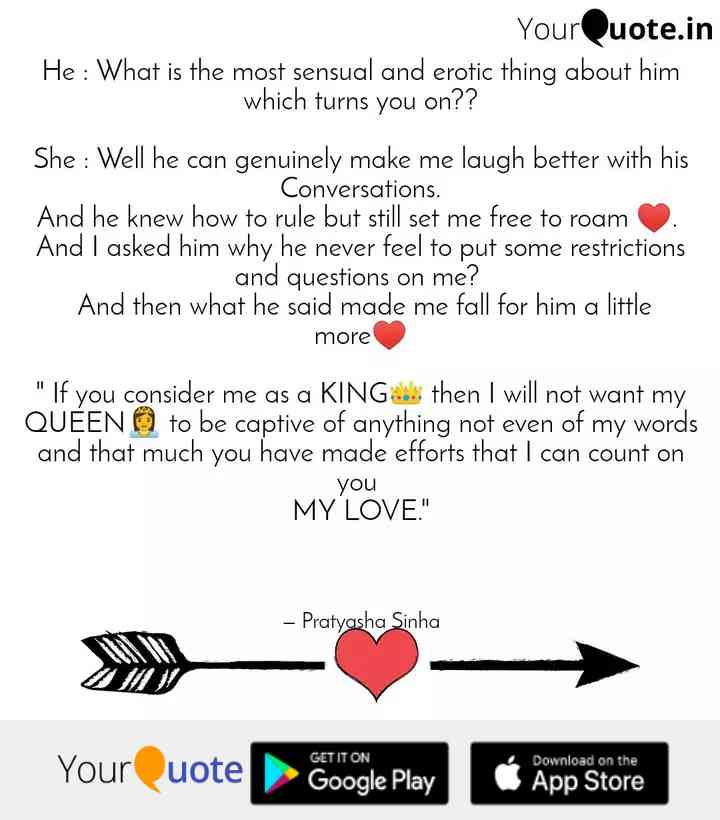 YourQuote.in
He : What is the most sensual and erotic thing about him
which turns you on??
She : Well he can genuinely make me laugh better with his
Conversations.
And he knew how to rule but still set me free to roam ♥️.
And I asked him why he never feel to put some restrictions
and questions on me?
And then what he said made me fall for him a little
more♥️
" If you consider me as a KING👑 then I will not want my
QUEEN👸 to be captive of anything not even of my words
and that much you have made efforts that I can count on
you
MY LOVE."
– Pratyasha Sinha
YourQuote
GET IT ON
Google Play
Download on the
App Store